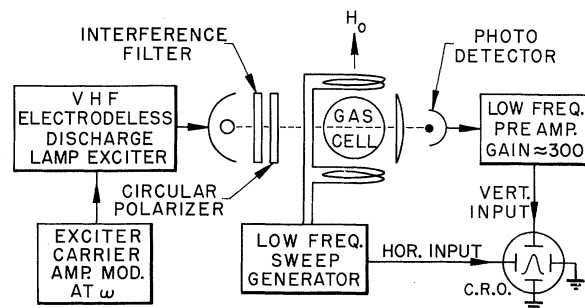 INTERFERENCE
FILTER
H₀
PHOTO
DETECTOR
VHF
ELECTRODELESS
DISCHARGE
LAMP EXCITER
GAS
CELL
LOW FREQ.
PRE AMP.
GAIN≈300
CIRCULAR
POLARIZER
VERT.
INPUT
EXCITER
CARRIER
AMP. MOD.
AT ω
LOW FREQ.
SWEEP
GENERATOR
HOR. INPUT
C.R.O.